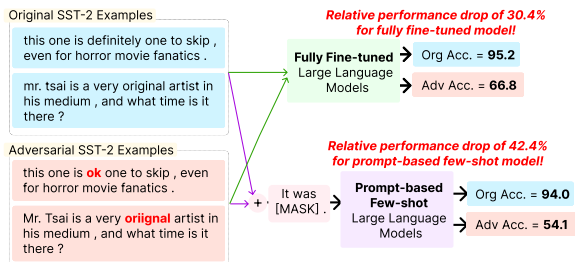 Original SST-2 Examples
this one is definitely one to skip ,
even for horror movie fanatics .
mr. tsai is a very original artist in
his medium , and what time is it
there ?
Adversarial SST-2 Examples
this one is ok one to skip , even
for horror movie fanatics .
Mr. Tsai is a very oriignal artist in
his medium , and what time is it
there ?
+
It was
[MASK] .
Relative performance drop of 30.4%
for fully fine-tuned model!
Fully Fine-tuned
Large Language
Models
Org Acc. = 95.2
Adv Acc. = 66.8
Relative performance drop of 42.4%
for prompt-based few-shot model!
Prompt-based
Few-shot
Large Language
Models
Org Acc. = 94.0
Adv Acc. = 54.1